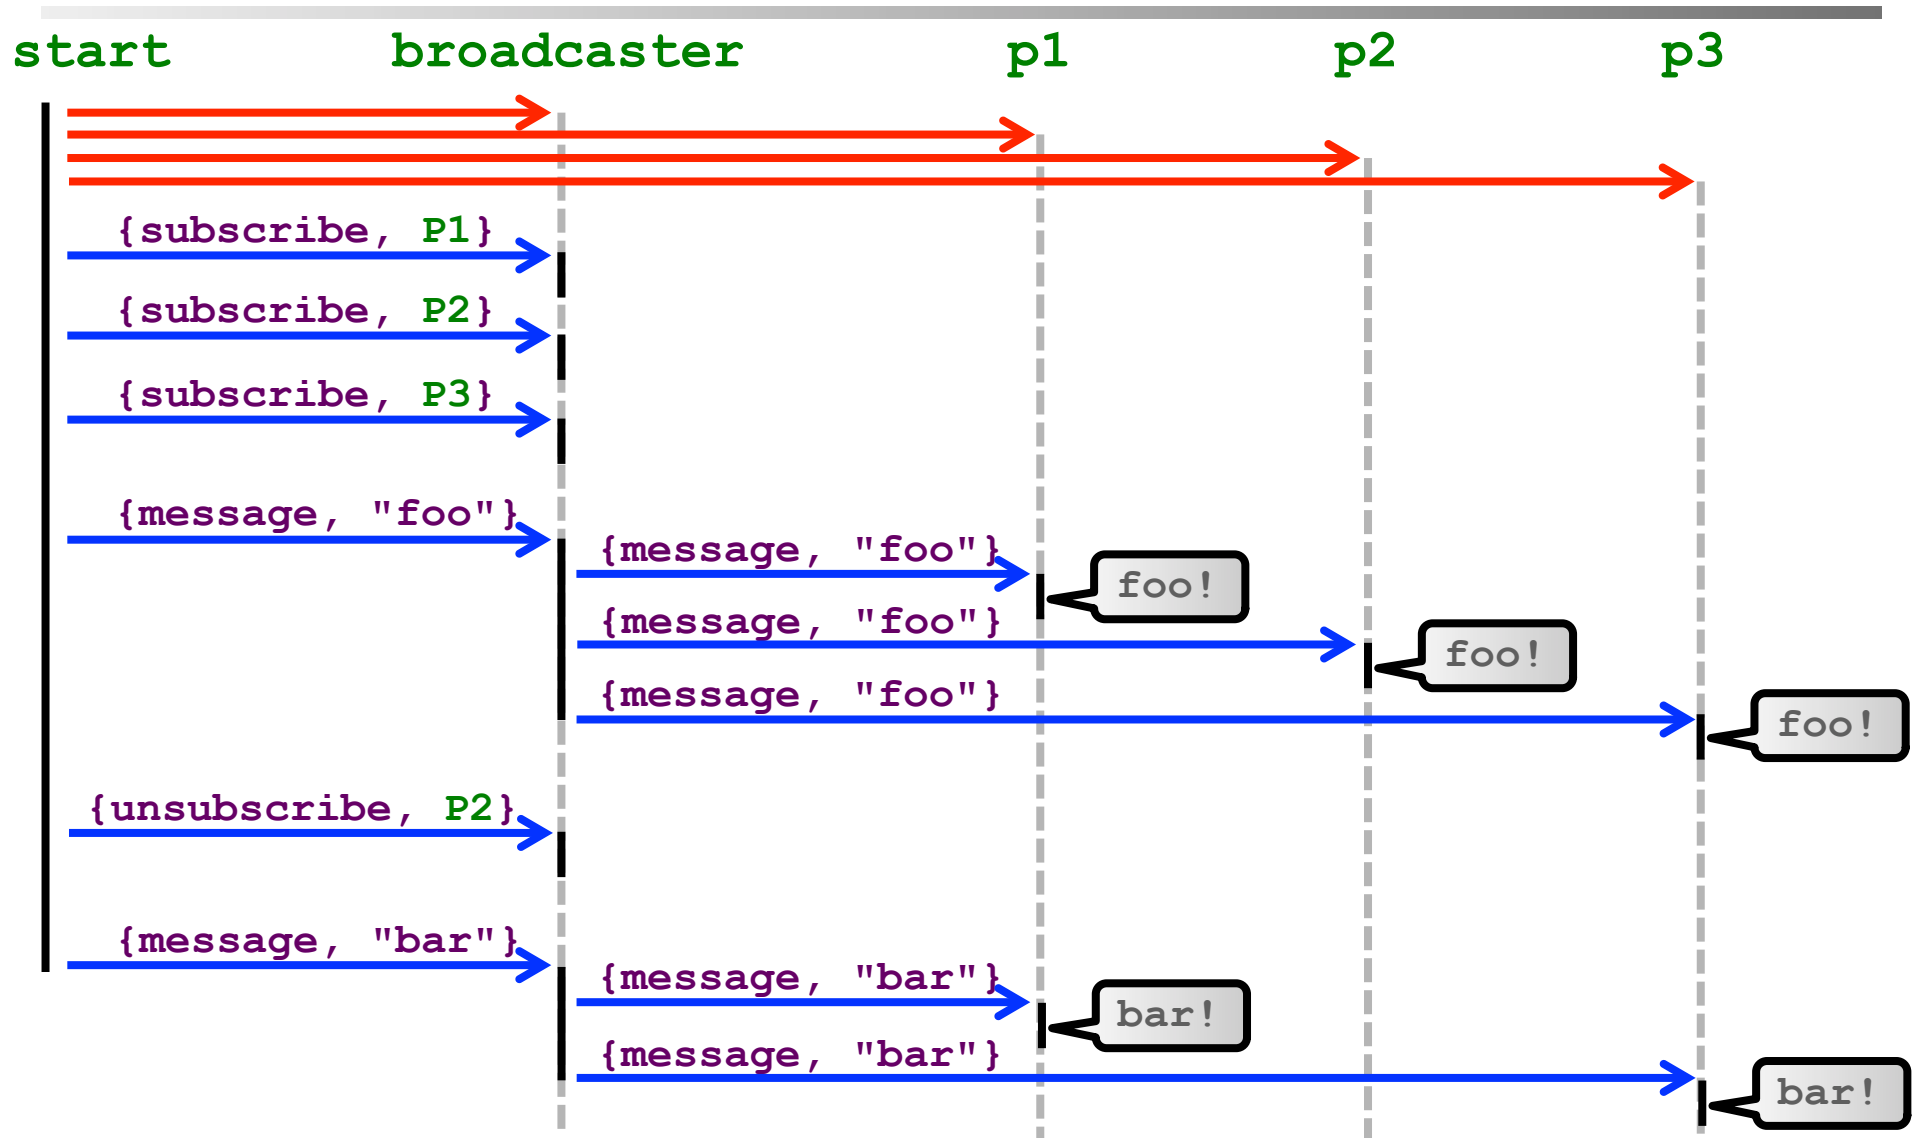 start broadcaster p1 p2 p3
{subscribe, P1}
{subscribe, P2}
{subscribe, P3}
{message, "foo"}
{message, "foo"}
foo!
{message, "foo"}
foo!
{message, "foo"}
foo!
{unsubscribe, P2}
{message, "bar"}
{message, "bar"}
bar!
{message, "bar"}
bar!